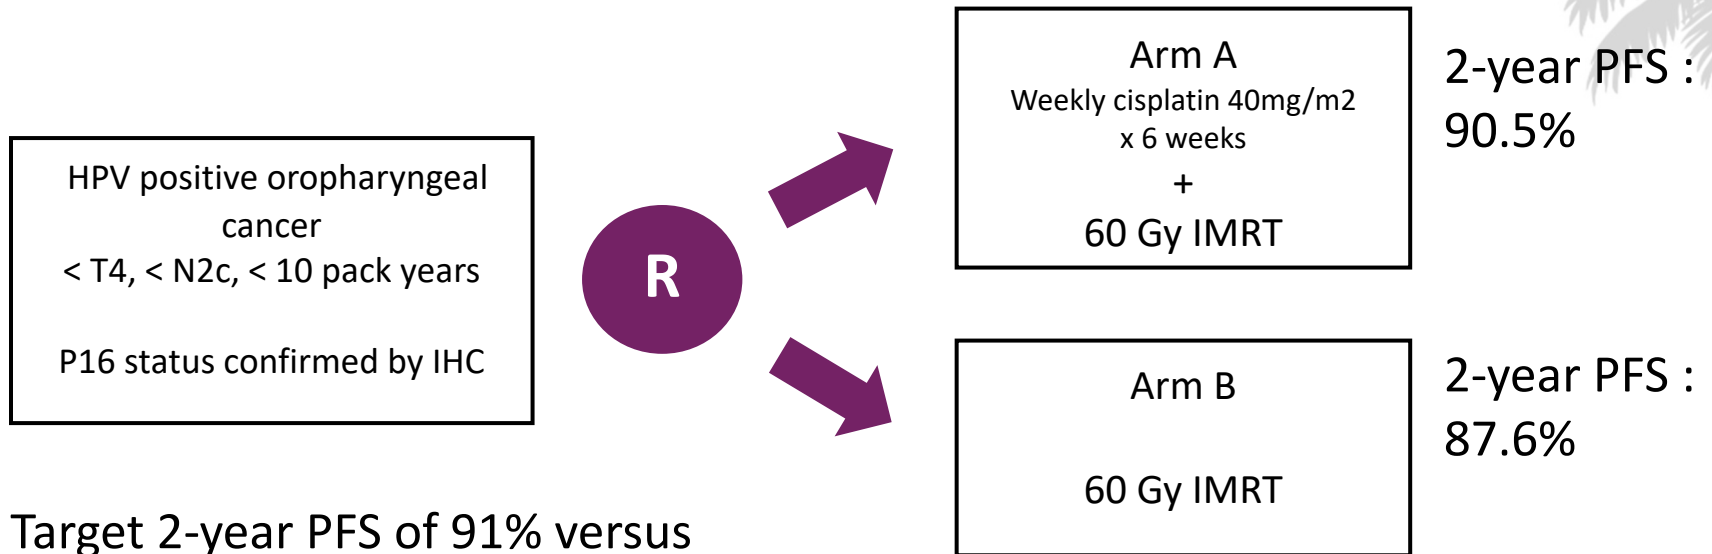 HPV positive oropharyngeal
cancer
< T4, < N2c, < 10 pack years
P16 status confirmed by IHC
R
Arm A
Weekly cisplatin 40mg/m2
x 6 weeks
+
60 Gy IMRT
2-year PFS :
90.5%
Arm B
60 Gy IMRT
2-year PFS :
87.6%
Target 2-year PFS of 91% versus